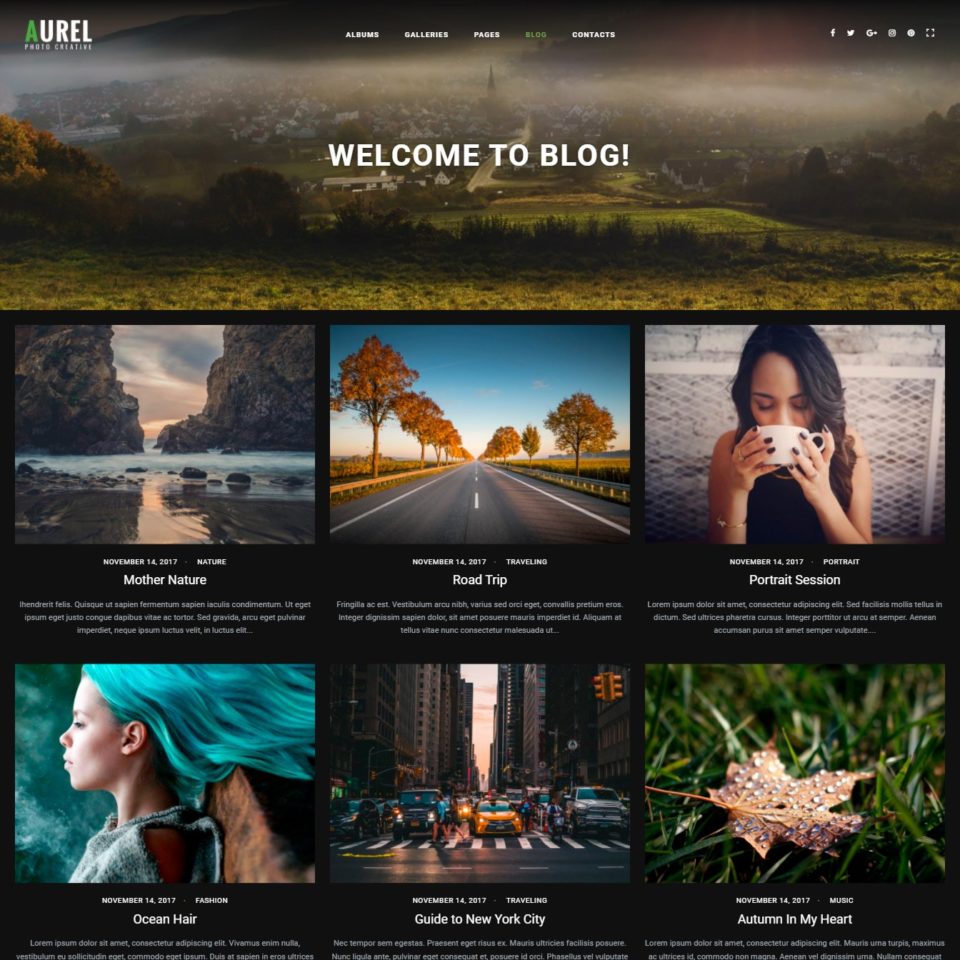 AUREL
PHOTO CREATIVE
ALBUMS GALLERIES PAGES BLOG CONTACTS
WELCOME TO BLOG!
NOVEMBER 14, 2017 · NATURE
Mother Nature
Ihendrerit felis. Quisque ut sapien fermentum sapien iaculis condimentum. Ut eget
ipsum eget justo congue dapibus vitae ac tortor. Sed gravida, arcu eget pulvinar
imperdiet, neque ipsum luctus velit, in luctus elit...
NOVEMBER 14, 2017 · TRAVELING
Road Trip
Fringilla ac est. Vestibulum arcu nibh, varius sed orci eget, convallis pretium eros.
Integer dignissim sapien dolor, sit amet posuere mauris imperdiet id. Aliquam at
tellus vitae nunc consectetur malesuada ut...
NOVEMBER 14, 2017 · PORTRAIT
Portrait Session
Lorem ipsum dolor sit amet, consectetur adipiscing elit. Sed facilisis mollis tellus in
dictum. Sed ultrices pharetra cursus. Integer porttitor ut arcu at semper. Aenean
accumsan purus sit amet semper vulputate....
NOVEMBER 14, 2017 · FASHION
Ocean Hair
Lorem ipsum dolor sit amet, consectetur adipiscing elit. Vivamus enim nulla,
vestibulum eu sollicitudin eget, commodo eget ipsum. Duis at sapien in eros ultrices
NOVEMBER 14, 2017 · TRAVELING
Guide to New York City
Nec tempor sem egestas. Praesent eget risus ex. Mauris ultricies facilisis posuere.
Nunc ligula ante, pulvinar eget consequat et, posuere id orci. Phasellus vel vulputate
NOVEMBER 14, 2017 · MUSIC
Autumn In My Heart
Lorem ipsum dolor sit amet, consectetur adipiscing elit. Mauris urna turpis, maximus
ac mattis id, commodo non magna. Aenean vel dignissim urna. Nullam consequat